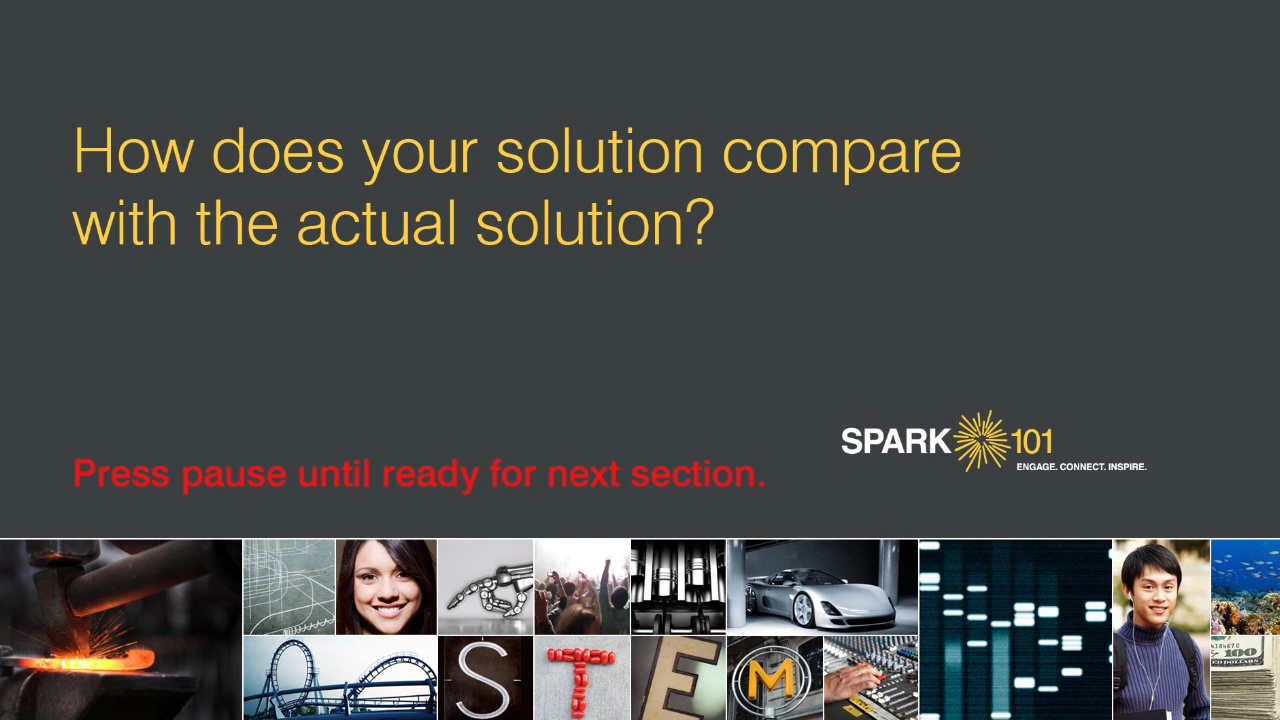 How does your solution compare
with the actual solution?
SPARK 101
ENGAGE. CONNECT. INSPIRE.
Press pause until ready for next section.
S T E M
100